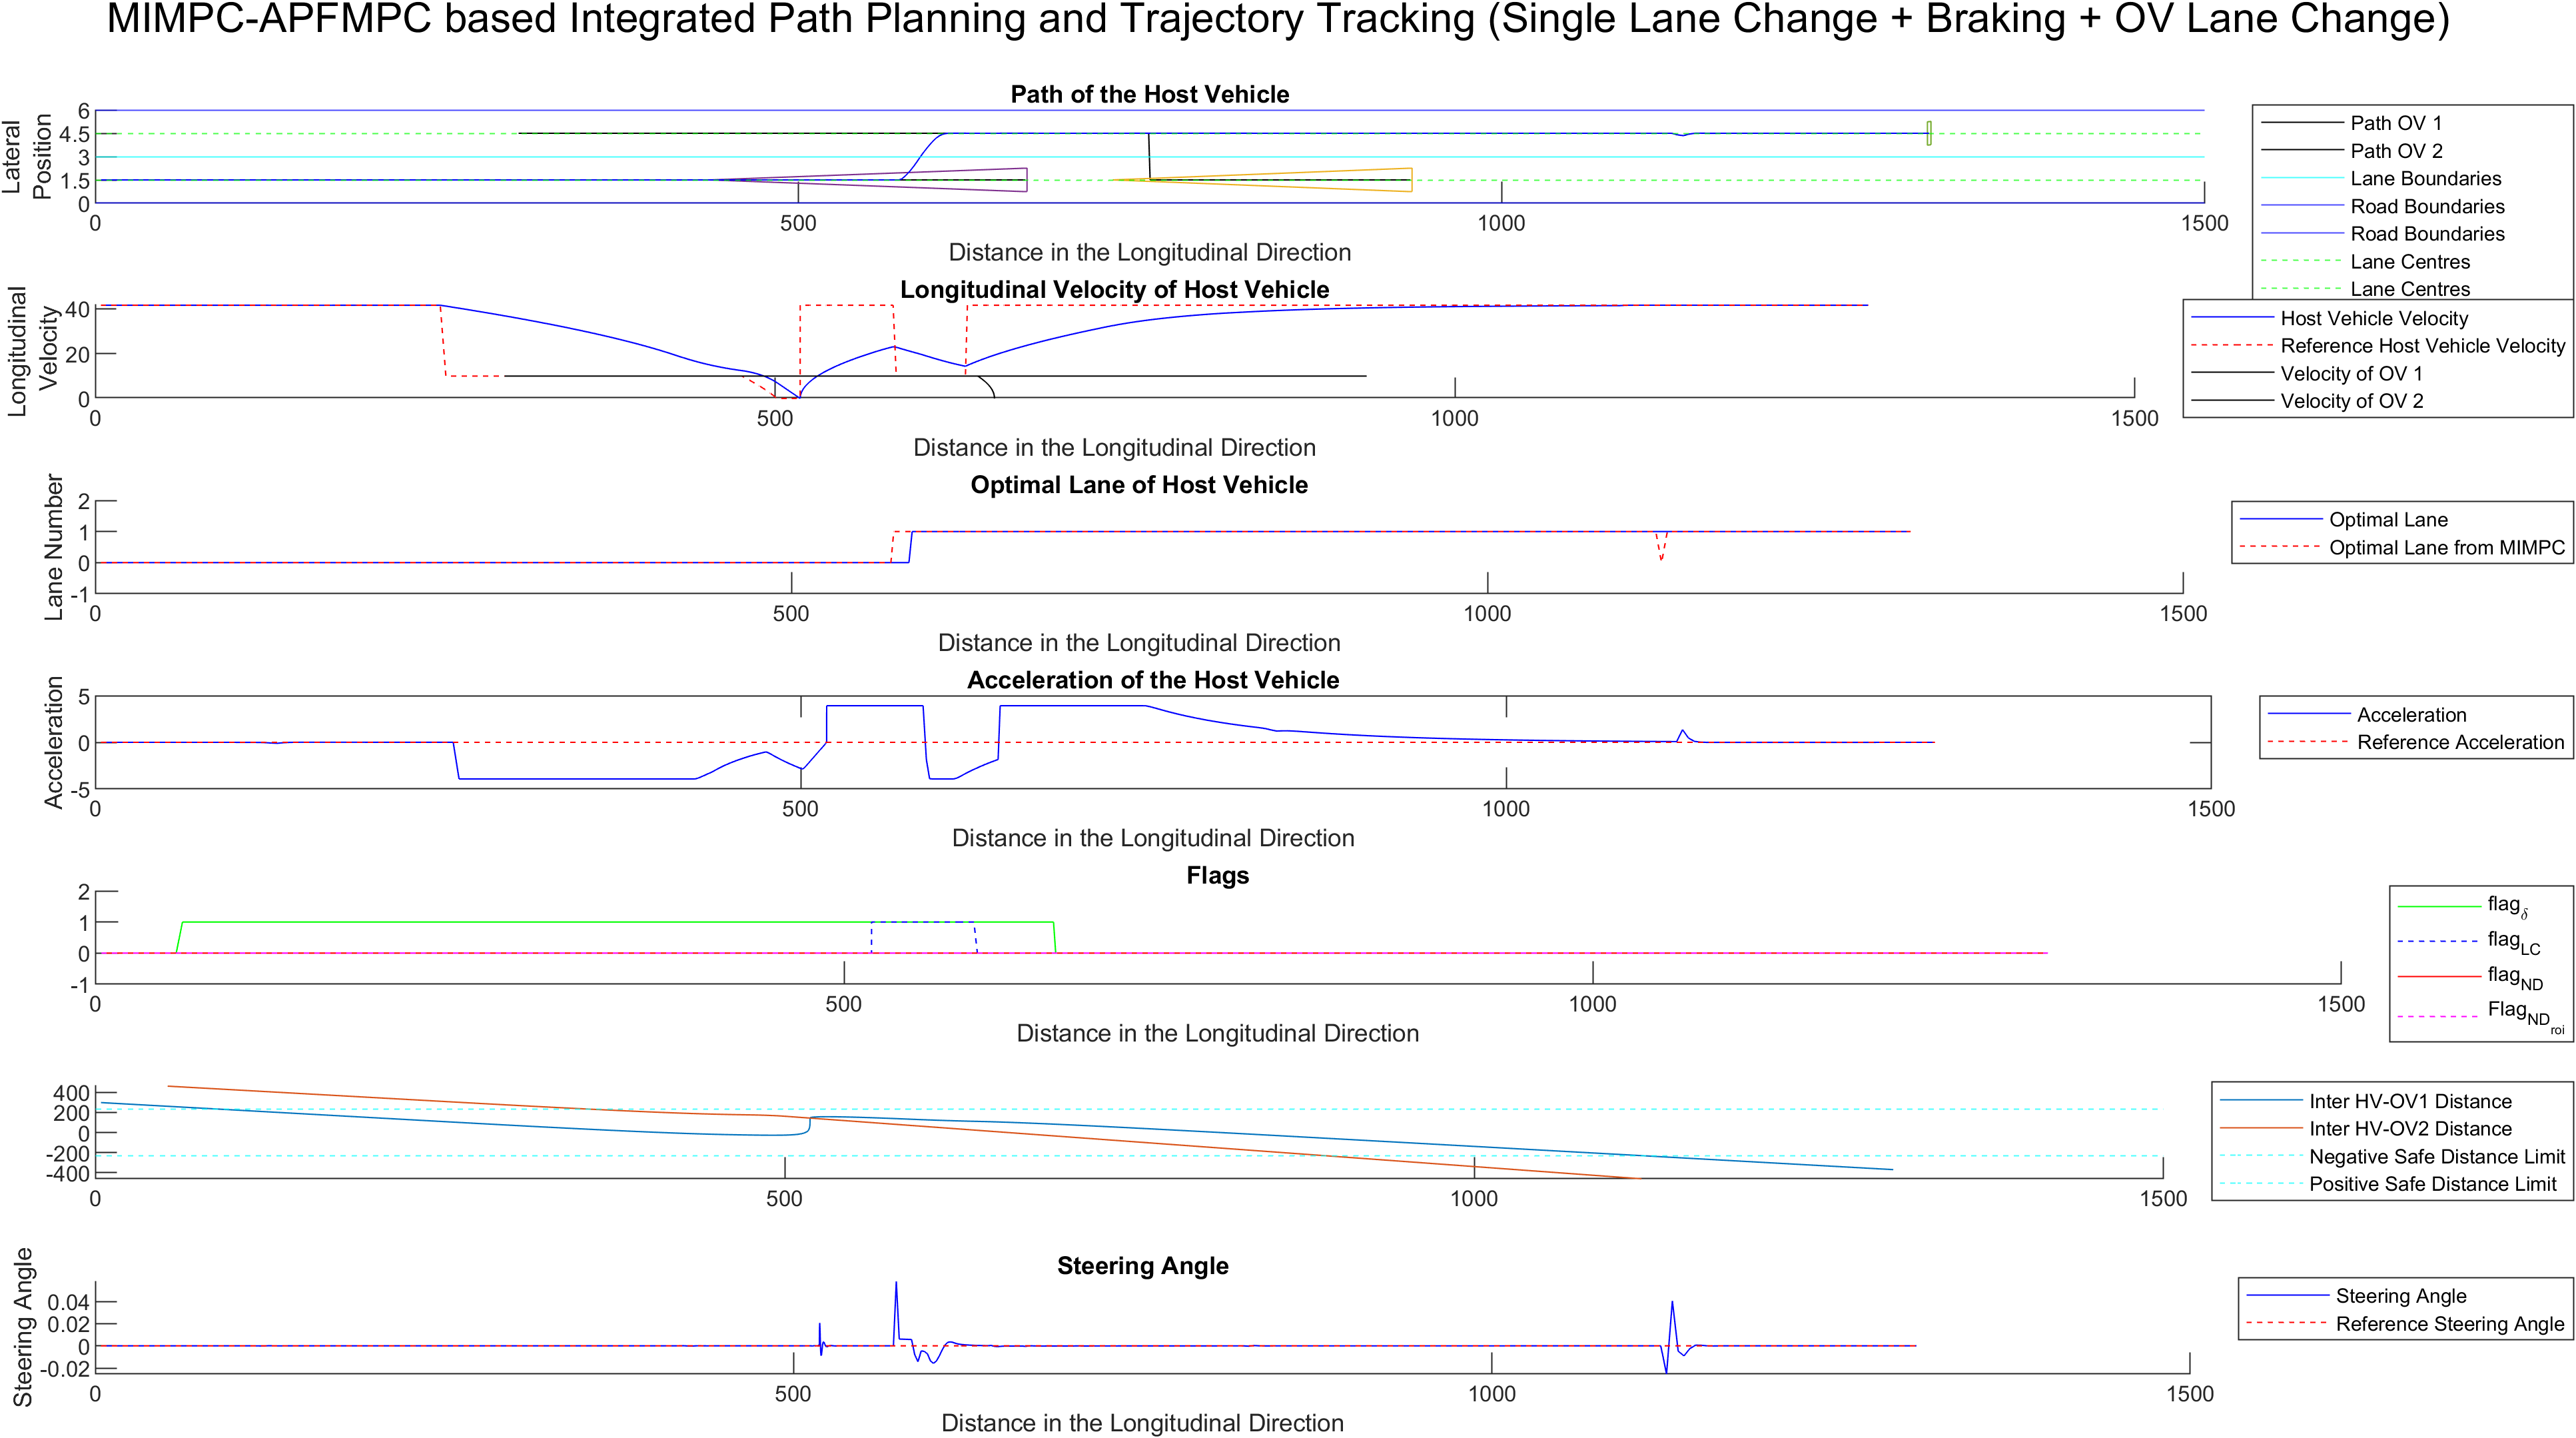 MIMPC-APFMPC based Integrated Path Planning and Trajectory Tracking (Single Lane Change + Braking + OV Lane Change)
Path of the Host Vehicle
Lateral
Position
6
4.5
3
1.5
0
0 500 1000 1500
Distance in the Longitudinal Direction
Path OV 1
Path OV 2
Lane Boundaries
Road Boundaries
Road Boundaries
Lane Centres
Lane Centres
Longitudinal Velocity of Host Vehicle
Longitudinal
Velocity
40
20
0
0 500 1000 1500
Distance in the Longitudinal Direction
Host Vehicle Velocity
Reference Host Vehicle Velocity
Velocity of OV 1
Velocity of OV 2
Optimal Lane of Host Vehicle
Lane Number
2
1
0
-1
0 500 1000 1500
Distance in the Longitudinal Direction
Optimal Lane
Optimal Lane from MIMPC
Acceleration of the Host Vehicle
Acceleration
5
0
-5
0 500 1000 1500
Distance in the Longitudinal Direction
Acceleration
Reference Acceleration
Flags
2
1
0
-1
0 500 1000 1500
Distance in the Longitudinal Direction
flag_δ
flag_LC
flag_ND
Flag_ND_roi
400
200
0
-200
-400
0 500 1000 1500
Inter HV-OV1 Distance
Inter HV-OV2 Distance
Negative Safe Distance Limit
Positive Safe Distance Limit
Steering Angle
Steering Angle
0.04
0.02
0
-0.02
0 500 1000 1500
Distance in the Longitudinal Direction
Steering Angle
Reference Steering Angle